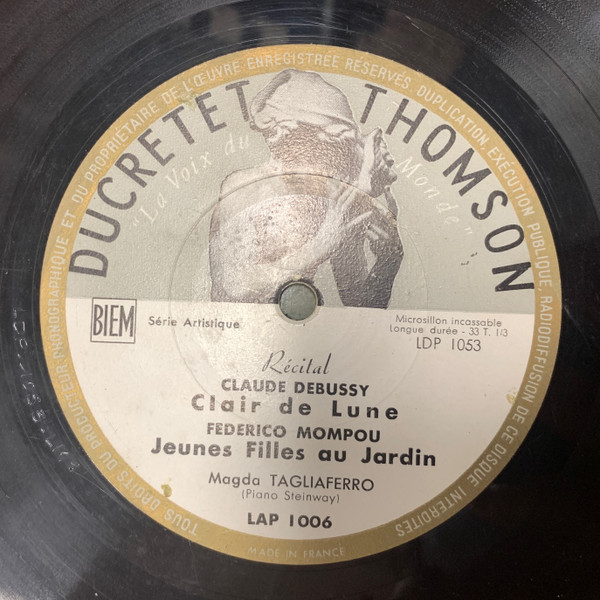 TOUS DROITS DU PRODUCTEUR PHONOGRAPHIQUE ET DU PROPRIÉTAIRE DE L'ŒUVRE ENREGISTRÉE RÉSERVÉS. DUPLICATION, EXÉCUTION PUBLIQUE, RADIODIFFUSION DE CE DISQUE INTERDITES
DUCRETET THOMSON
"La Voix du Monde"
BIEM
Série Artistique
Microsillon incassable
Longue durée - 33 T. 1/3
LDP 1053
Récital
CLAUDE DEBUSSY
Clair de Lune
FEDERICO MOMPOU
Jeunes Filles au Jardin
Magda TAGLIAFERRO
(Piano Steinway)
LAP 1006
MADE IN FRANCE